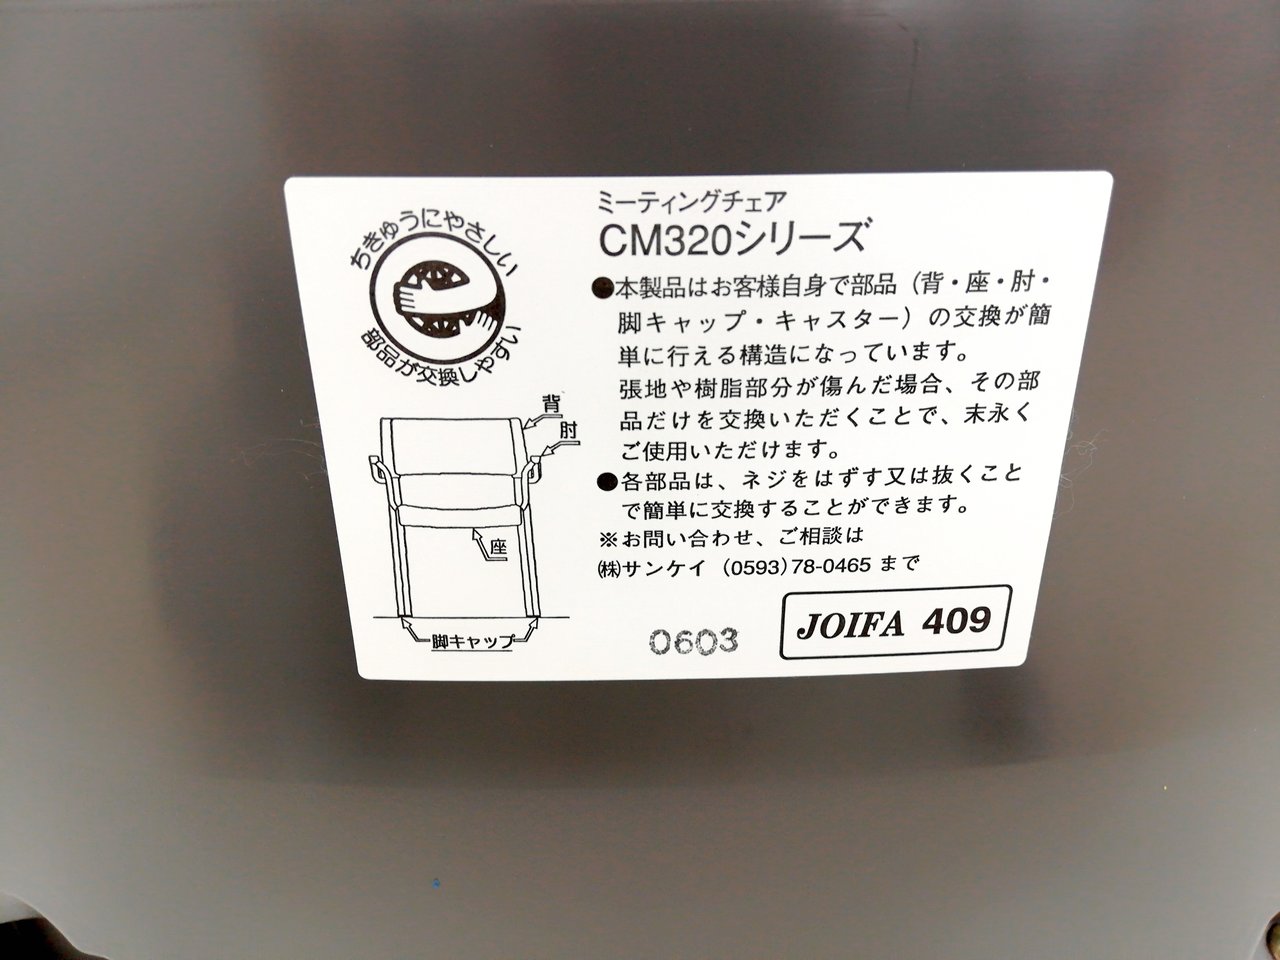 ちきゅうにやさしい
部品が交換しやすい
ミーティングチェア
CM320シリーズ
●本製品はお客様自身で部品（背・座・肘・
脚キャップ・キャスター）の交換が簡
単に行える構造になっています。
張地や樹脂部分が傷んだ場合、その部
品だけを交換いただくことで、末永く
ご使用いただけます。
●各部品は、ネジをはずす又は抜くこと
で簡単に交換することができます。
※お問い合わせ、ご相談は
㈱サンケイ（0593）78-0465 まで
背
肘
座
脚キャップ
0603
JOIFA 409